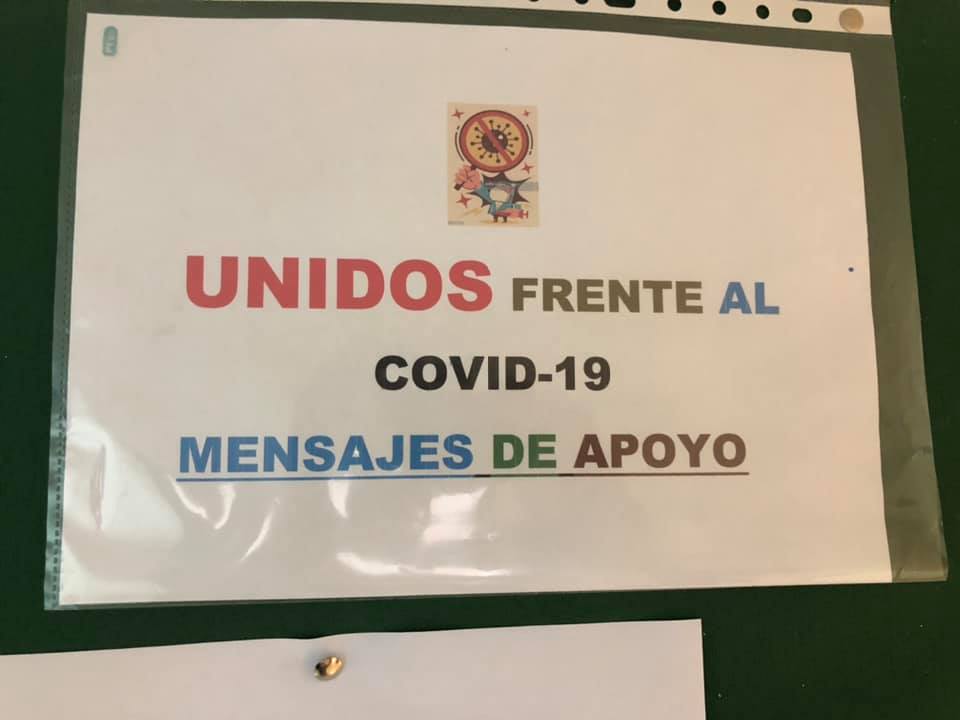 UNIDOS FRENTE AL
COVID-19
MENSAJES DE APOYO